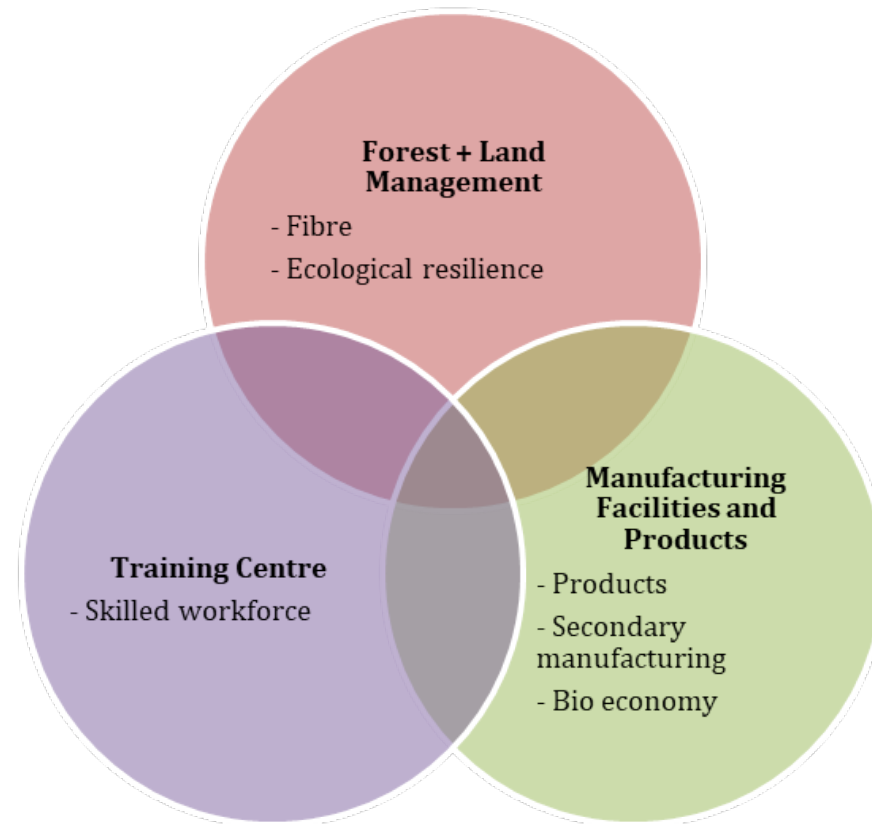 Forest + Land
Management
- Fibre
- Ecological resilience
Training Centre
- Skilled workforce
Manufacturing
Facilities and
Products
- Products
- Secondary
manufacturing
- Bio economy